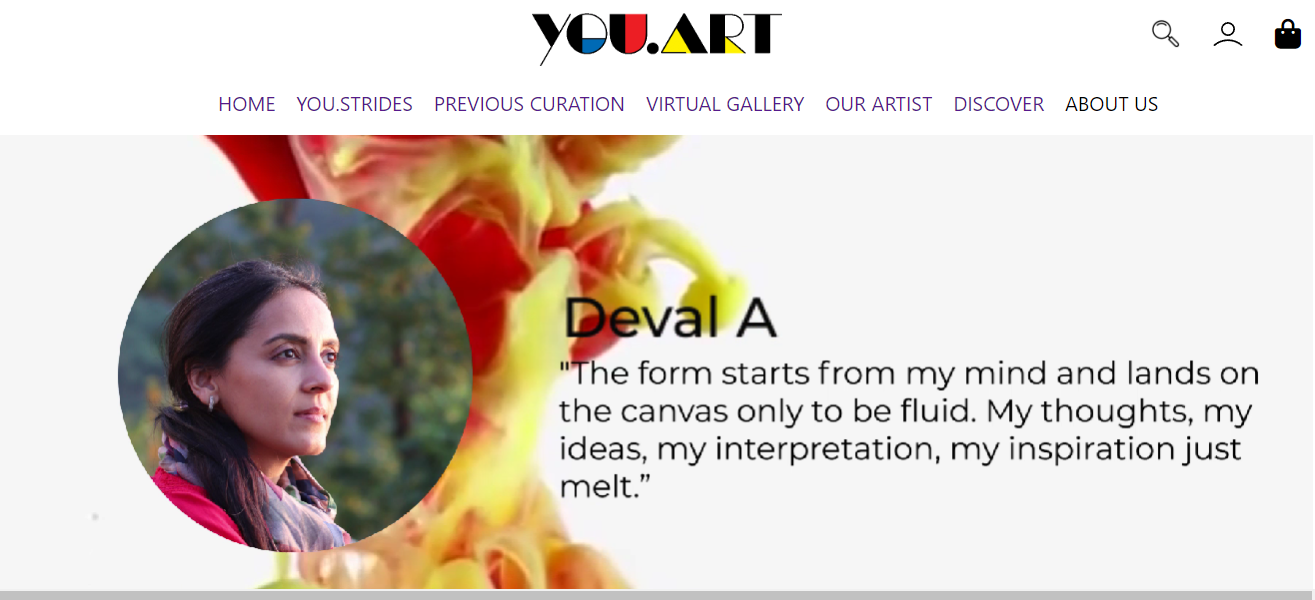 YOU.ART
HOME YOU.STRIDES PREVIOUS CURATION VIRTUAL GALLERY OUR ARTIST DISCOVER ABOUT US
Deval A
"The form starts from my mind and lands on
the canvas only to be fluid. My thoughts, my
ideas, my interpretation, my inspiration just
melt.”